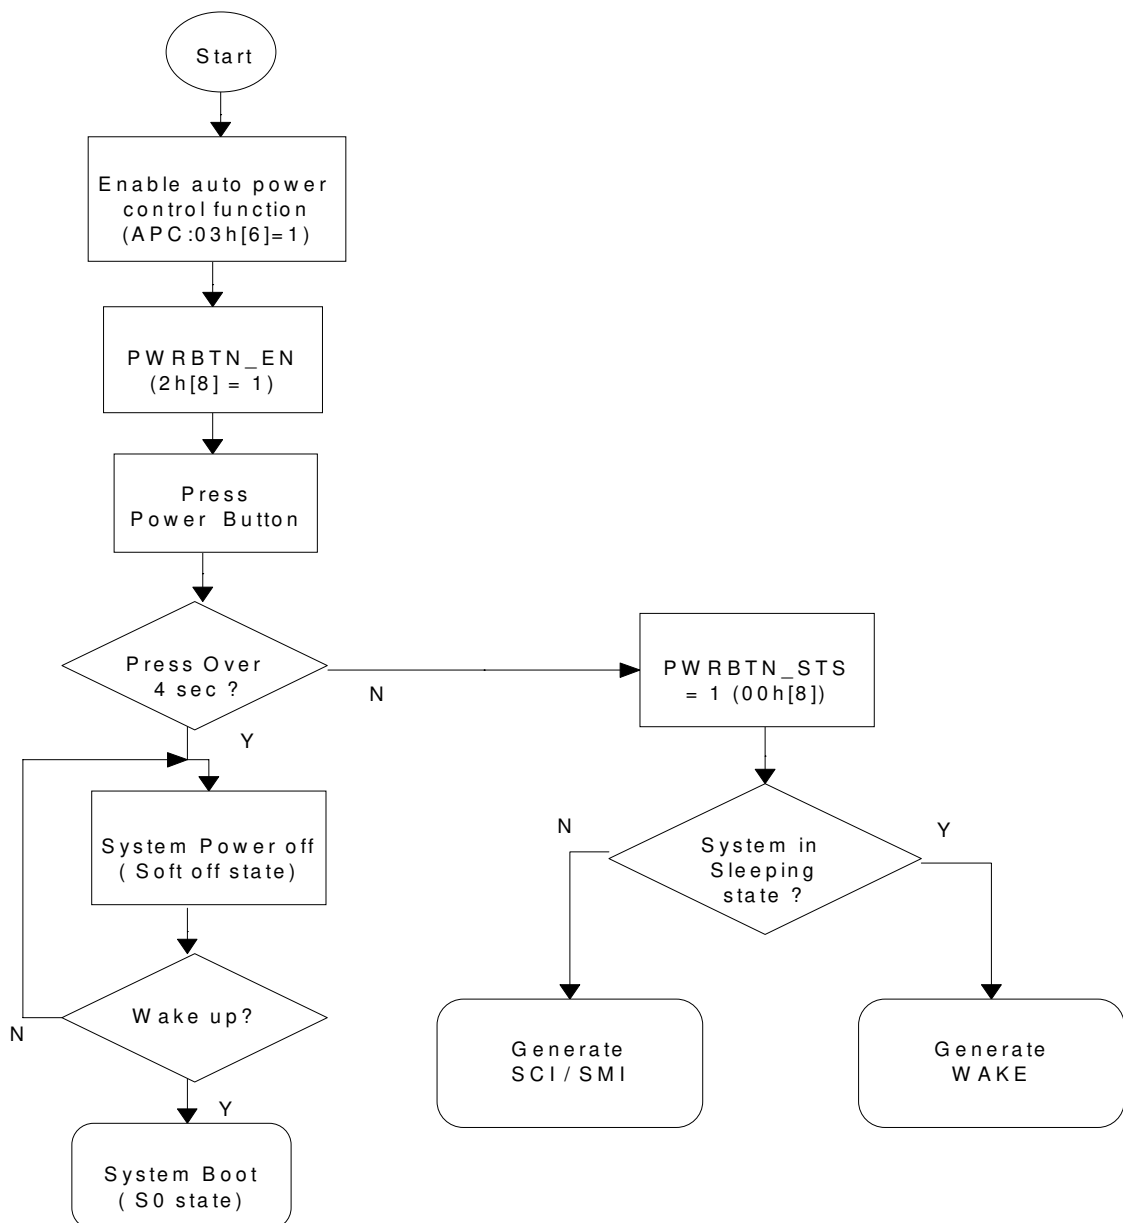 Start
Enable auto power
control function
(APC:03h[6]=1)
PWRBTN_EN
(2h[8] = 1)
Press
Power Button
Press Over
4 sec ?
N
Y
PWRBTN_STS
= 1 (00h[8])
System Power off
( Soft off state)
N
Y
System in
Sleeping
state ?
Wake up?
N
Y
Generate
SCI / SMI
Generate
WAKE
System Boot
( S0 state)